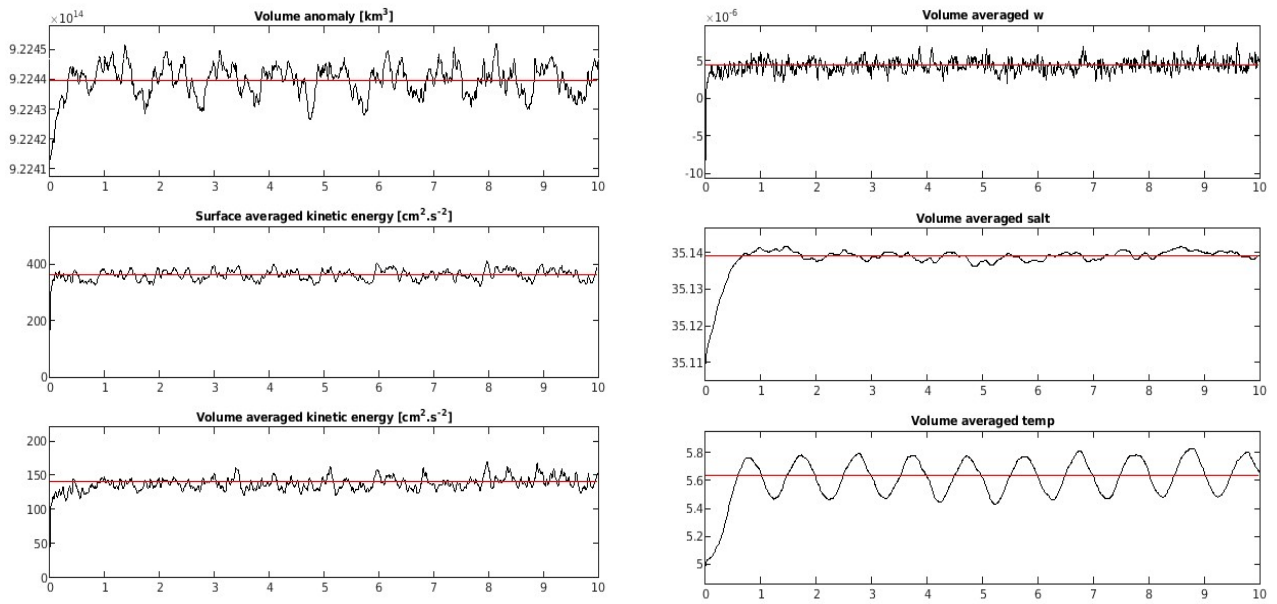 Volume anomaly [km³]
×10¹⁴
9.2245
9.2244
9.2243
9.2242
9.2241
0 1 2 3 4 5 6 7 8 9 10
Surface averaged kinetic energy [cm².s⁻²]
400
200
0
0 1 2 3 4 5 6 7 8 9 10
Volume averaged kinetic energy [cm².s⁻²]
200
150
100
50
0
0 1 2 3 4 5 6 7 8 9 10
Volume averaged w
×10⁻⁶
5
0
-5
-10
0 1 2 3 4 5 6 7 8 9 10
Volume averaged salt
35.14
35.13
35.12
35.11
0 1 2 3 4 5 6 7 8 9 10
Volume averaged temp
5.8
5.6
5.4
5.2
5
0 1 2 3 4 5 6 7 8 9 10